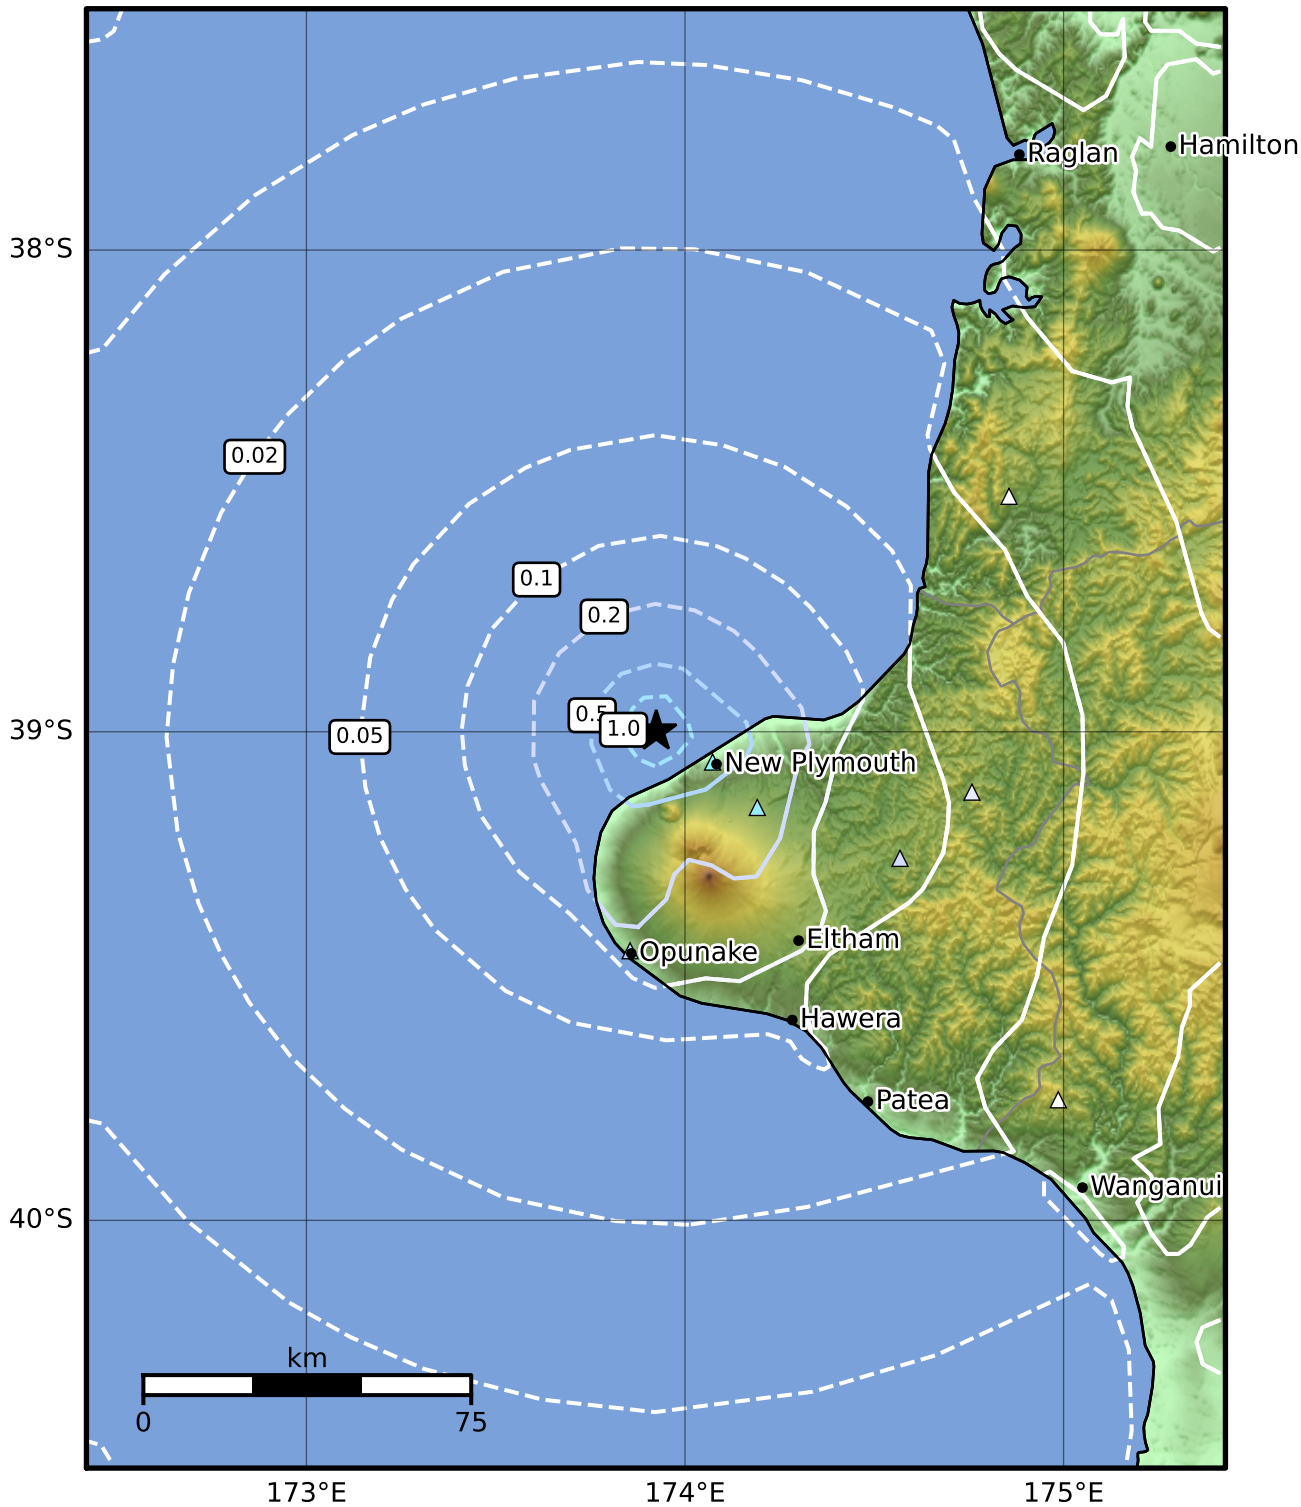 Raglan
Hamilton
38°S
0.02
0.1
0.2
0.5
1.0
39°S
0.05
New Plymouth
Opunake
Eltham
Hawera
Patea
Wanganui
40°S
km
0
75
173°E
174°E
175°E